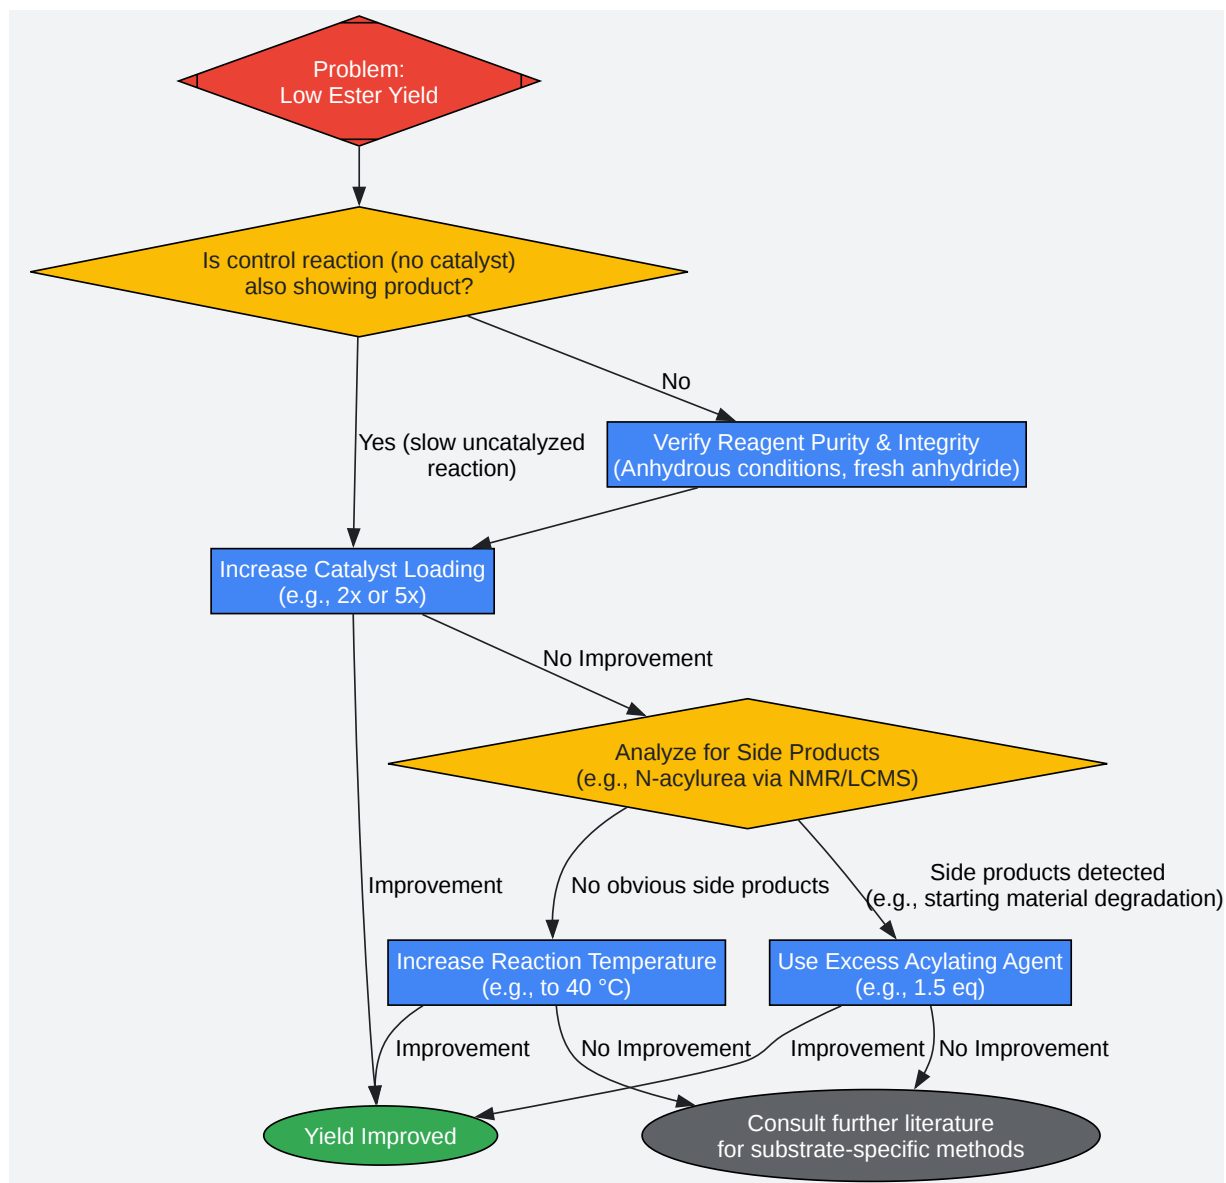 Problem:
Low Ester Yield
Is control reaction (no catalyst)
also showing product?
No
Yes (slow uncatalyzed
reaction)
Verify Reagent Purity & Integrity
(Anhydrous conditions, fresh anhydride)
Increase Catalyst Loading
(e.g., 2x or 5x)
No Improvement
Analyze for Side Products
(e.g., N-acylurea via NMR/LCMS)
Improvement
No obvious side products
Side products detected
(e.g., starting material degradation)
Increase Reaction Temperature
(e.g., to 40 °C)
Use Excess Acylating Agent
(e.g., 1.5 eq)
Improvement
No Improvement
Improvement
No Improvement
Yield Improved
Consult further literature
for substrate-specific methods